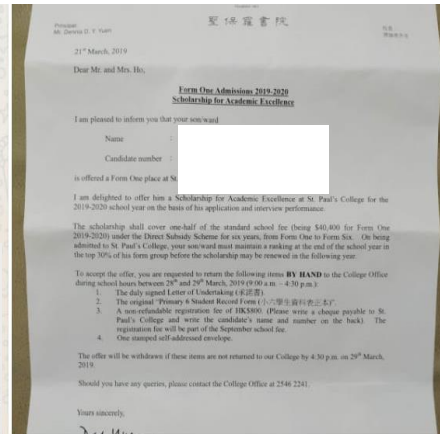 聖保羅書院
Principal
Mr. Dennis D. Y. Yuen
21st March, 2019
Dear Mr. and Mrs. Ho,
Form One Admissions 2019-2020
Scholarship for Academic Excellence
I am pleased to inform you that your son/ward
Name :
Candidate number :
is offered a Form One place at St.
I am delighted to offer him a Scholarship for Academic Excellence at St. Paul's College for the
2019-2020 school year on the basis of his application and interview performance.
The scholarship shall cover one-half of the standard school fee (being $40,400 for Form One
2019-2020) under the Direct Subsidy Scheme for six years, from Form One to Form Six. On being
admitted to St. Paul's College, your son/ward must maintain a ranking at the end of the school year in
the top 30% of his form group before the scholarship may be renewed in the following year.
To accept the offer, you are requested to return the following items BY HAND to the College Office
during school hours between 28th and 29th March, 2019 (9:00 a.m. – 4:30 p.m.):
1. The duly signed Letter of Undertaking (承諾書)
2. The original "Primary 6 Student Record Form (小六學生資料表正本)".
3. A non-refundable registration fee of HK$800. (Please write a cheque payable to St.
Paul's College and write the candidate's name and number on the back) The
registration fee will be part of the September school fee.
4. One stamped self-addressed envelope.
The offer will be withdrawn if these items are not returned to our College by 4:30 p.m. on 29th March,
2019.
Should you have any queries, please contact the College Office at 2546 2241.
Yours sincerely,